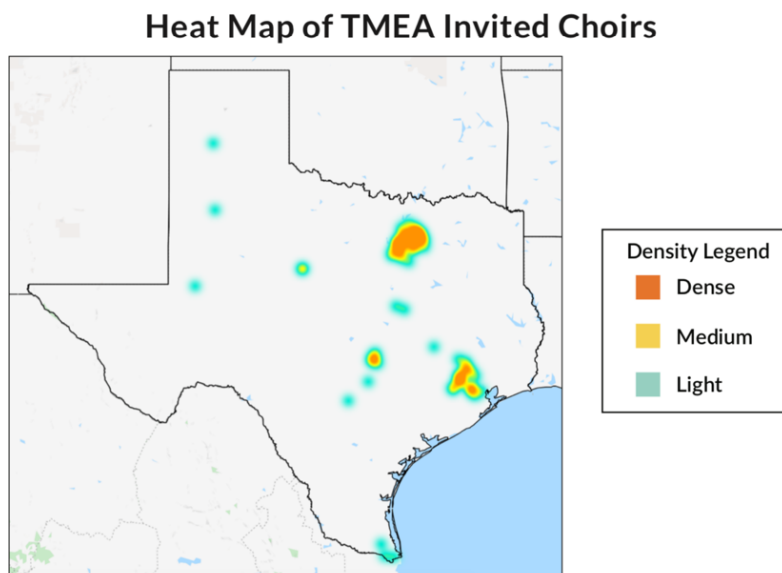 Heat Map of TMEA Invited Choirs
Density Legend
Dense
Medium
Light